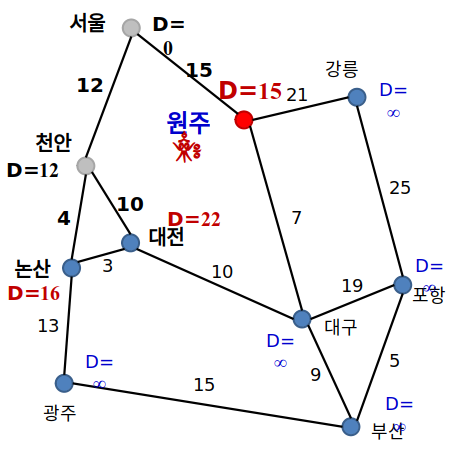 서울
D=
0
12
15
D=15
21
강릉
D=
∞
원주
천안
D=12
10
25
4
D=22
대전
7
논산
D=16
3
10
19
D=
∞
포항
13
D=
∞
대구
D=
∞
9
5
15
광주
D=
∞
부산